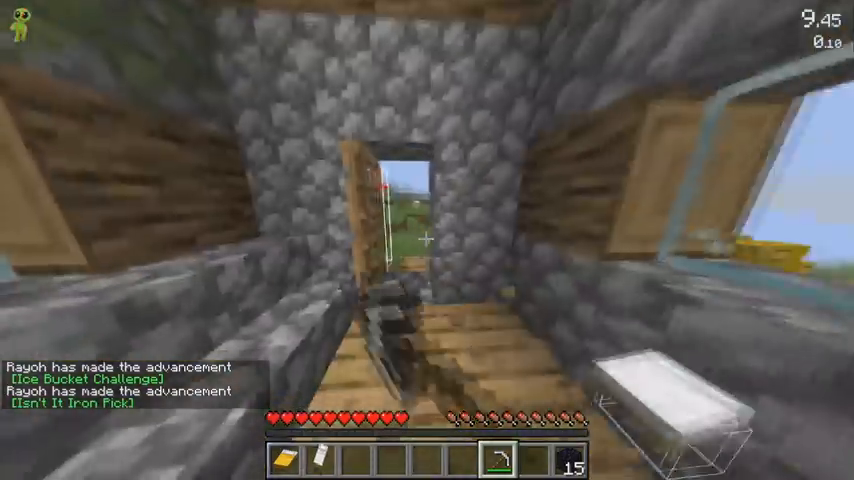 9.45
0.10
Rayoh has made the advancement
[Ice Bucket Challenge]
Rayoh has made the advancement
[Isn't It Iron Pick]
15